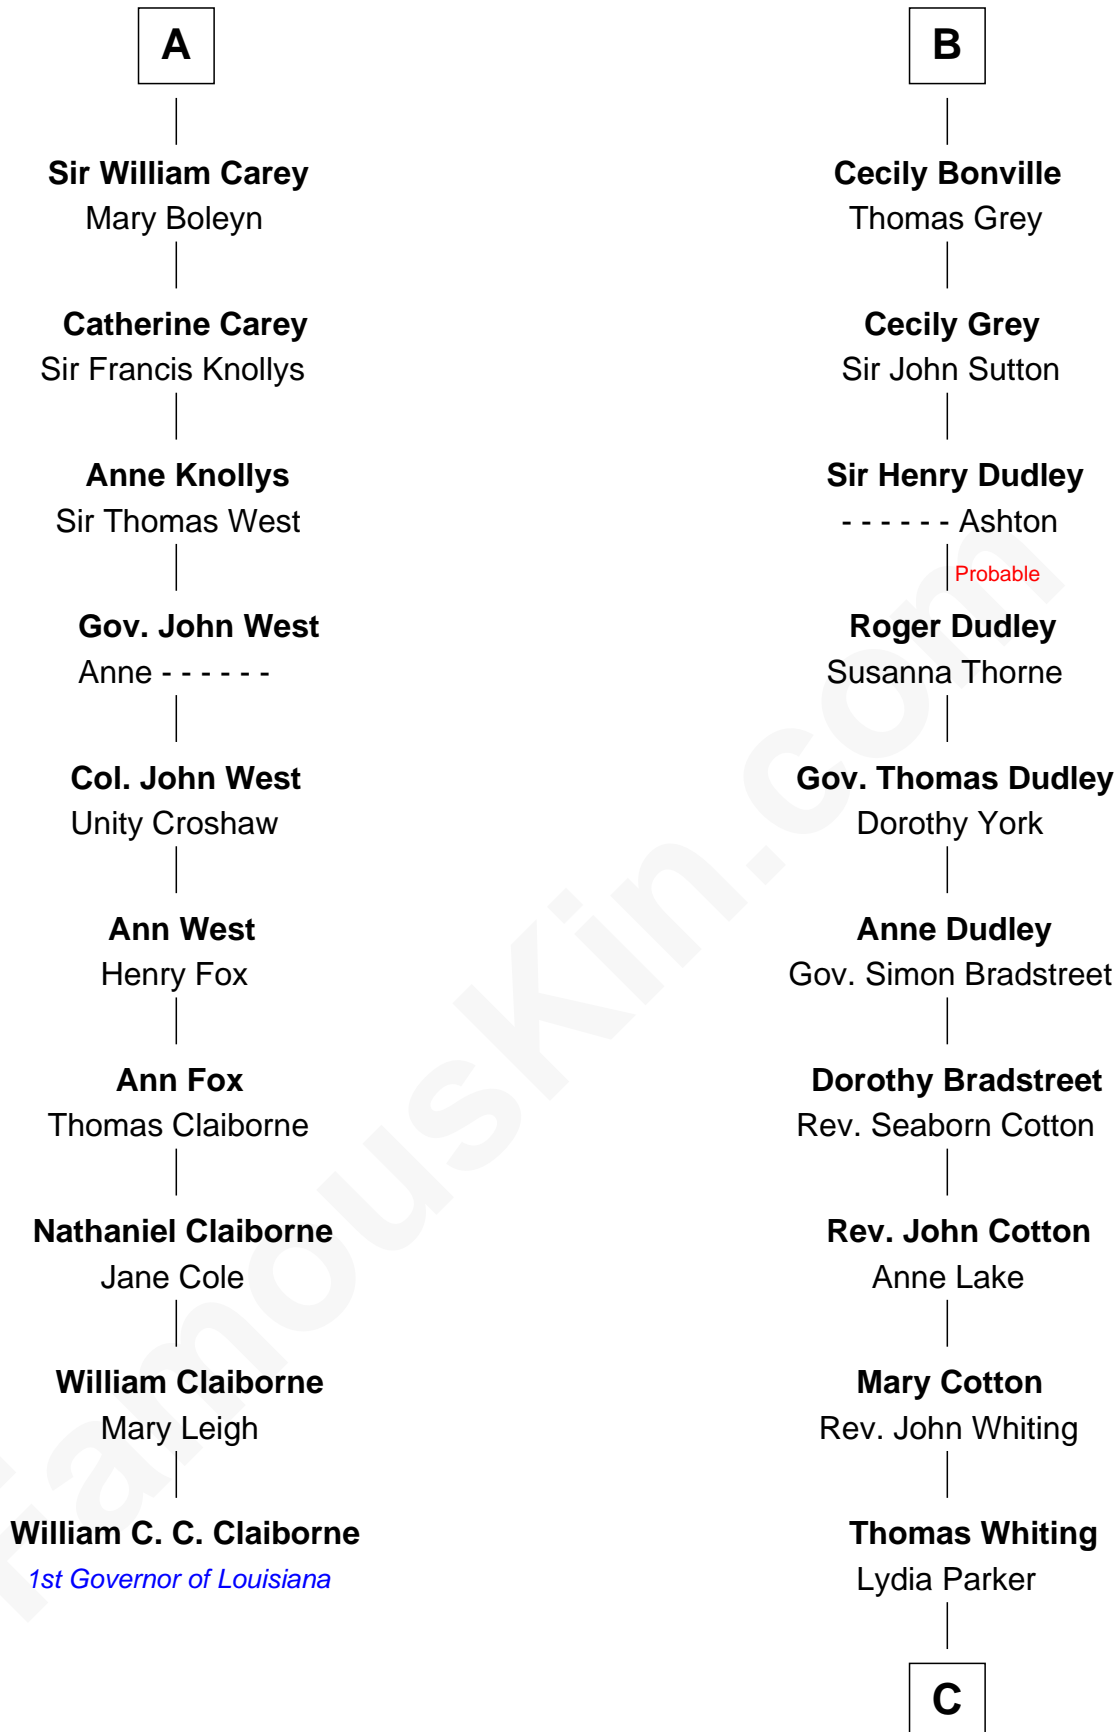 A
Sir William Carey
Mary Boleyn
Catherine Carey
Sir Francis Knollys
Anne Knollys
Sir Thomas West
Gov. John West
Anne - - - - - -
Col. John West
Unity Croshaw
Ann West
Henry Fox
Ann Fox
Thomas Claiborne
Nathaniel Claiborne
Jane Cole
William Claiborne
Mary Leigh
William C. C. Claiborne
1st Governor of Louisiana
B
Cecily Bonville
Thomas Grey
Cecily Grey
Sir John Sutton
Sir Henry Dudley
- - - - - - Ashton
Probable
Roger Dudley
Susanna Thorne
Gov. Thomas Dudley
Dorothy York
Anne Dudley
Gov. Simon Bradstreet
Dorothy Bradstreet
Rev. Seaborn Cotton
Rev. John Cotton
Anne Lake
Mary Cotton
Rev. John Whiting
Thomas Whiting
Lydia Parker
C
FamousKin.com